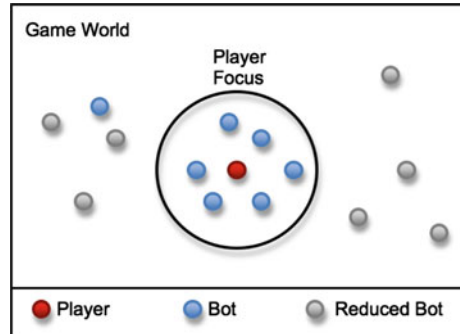 Game World
Player
Focus
Player
Bot
Reduced Bot